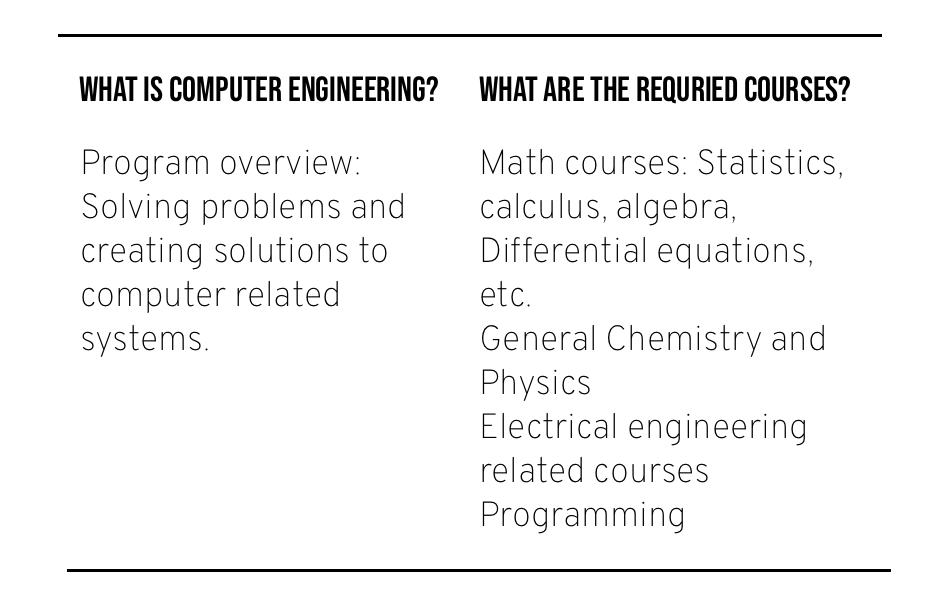 WHAT IS COMPUTER ENGINEERING?
Program overview:
Solving problems and
creating solutions to
computer related
systems.
WHAT ARE THE REQURIED COURSES?
Math courses: Statistics,
calculus, algebra,
Differential equations,
etc.
General Chemistry and
Physics
Electrical engineering
related courses
Programming